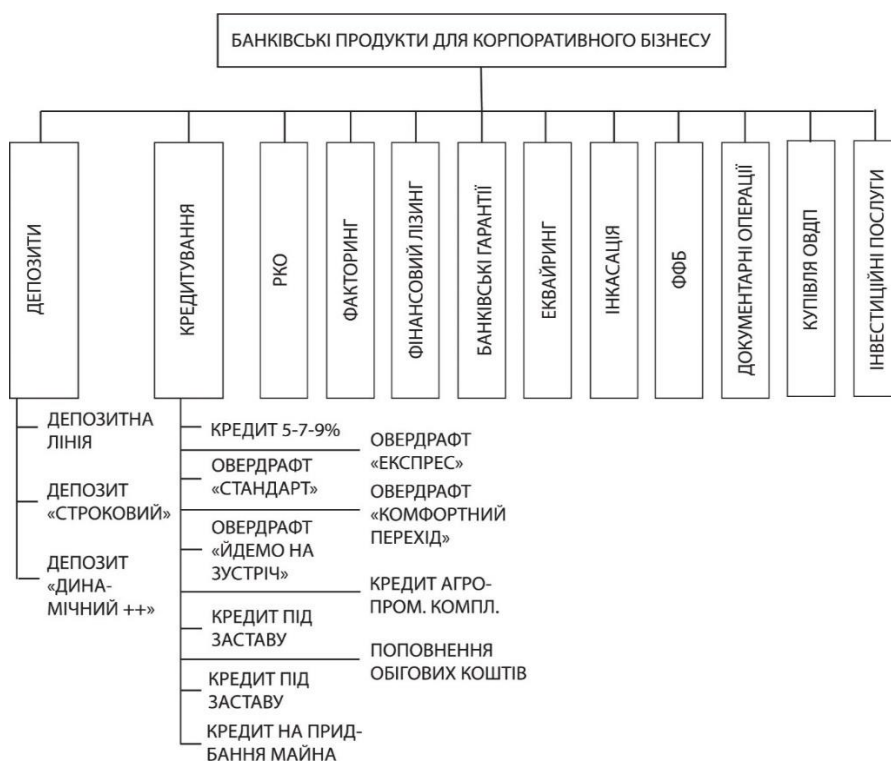 БАНКІВСЬКІ ПРОДУКТИ ДЛЯ КОРПОРАТИВНОГО БІЗНЕСУ
ДЕПОЗИТИ
КРЕДИТУВАННЯ
РКО
ФАКТОРИНГ
ФІНАНСОВИЙ ЛІЗИНГ
БАНКІВСЬКІ ГАРАНТІЇ
ЕКВАЙРИНГ
ІНКАСАЦІЯ
ФФБ
ДОКУМЕНТАРНІ ОПЕРАЦІЇ
КУПІВЛЯ ОВДП
ІНВЕСТИЦІЙНІ ПОСЛУГИ
ДЕПОЗИТНА
ЛІНІЯ
ДЕПОЗИТ
«СТРОКОВИЙ»
ДЕПОЗИТ
«ДИНА-
МІЧНИЙ ++»
КРЕДИТ 5-7-9%
ОВЕРДРАФТ
«ЕКСПРЕС»
ОВЕРДРАФТ
«СТАНДАРТ»
ОВЕРДРАФТ
«КОМФОРТНИЙ
ПЕРЕХІД»
ОВЕРДРАФТ
«ЙДЕМО НА
ЗУСТРІЧ»
КРЕДИТ АГРО-
ПРОМ. КОМПЛ.
КРЕДИТ ПІД
ЗАСТАВУ
ПОПОВНЕННЯ
ОБІГОВИХ КОШТІВ
КРЕДИТ ПІД
ЗАСТАВУ
КРЕДИТ НА ПРИД-
БАННЯ МАЙНА